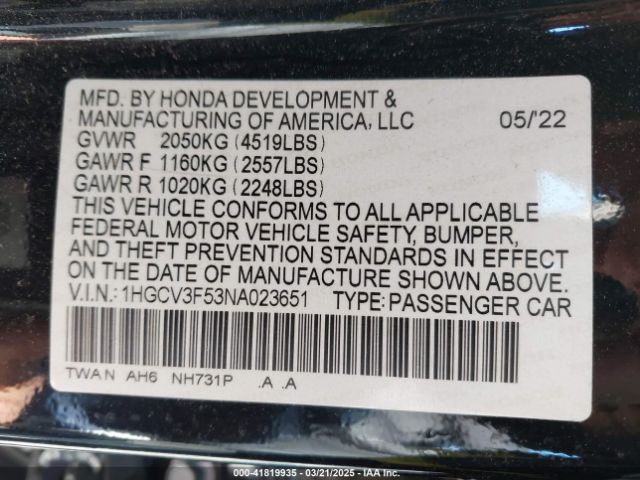 MFD. BY HONDA DEVELOPMENT &
MANUFACTURING OF AMERICA, LLC 05/'22
GVWR 2050KG (4519LBS)
GAWR F 1160KG (2557LBS)
GAWR R 1020KG (2248LBS)
THIS VEHICLE CONFORMS TO ALL APPLICABLE
FEDERAL MOTOR VEHICLE SAFETY, BUMPER,
AND THEFT PREVENTION STANDARDS IN EFFECT
ON THE DATE OF MANUFACTURE SHOWN ABOVE.
V.I.N.: 1HGCV3F53NA023651 TYPE: PASSENGER CAR
TWA N AH6 NH731P .A .A
000-41819935 - 03/21/2025 - IAA Inc.